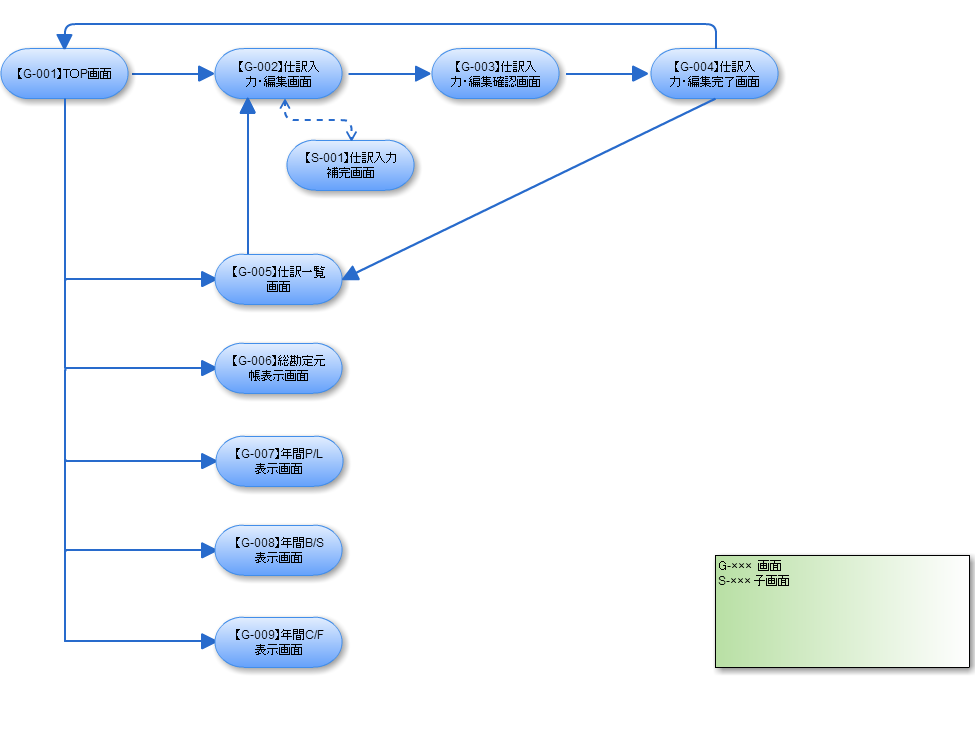 【G-001】TOP画面
【G-002】仕訳入
力・編集画面
【G-003】仕訳入
力・編集確認画面
【G-004】仕訳入
力・編集完了画面
【S-001】仕訳入力
補完画面
【G-005】仕訳一覧
画面
【G-006】総勘定元
帳表示画面
【G-007】年間P/L
表示画面
【G-008】年間B/S
表示画面
【G-009】年間C/F
表示画面
G-××× 画面
S-××× 子画面